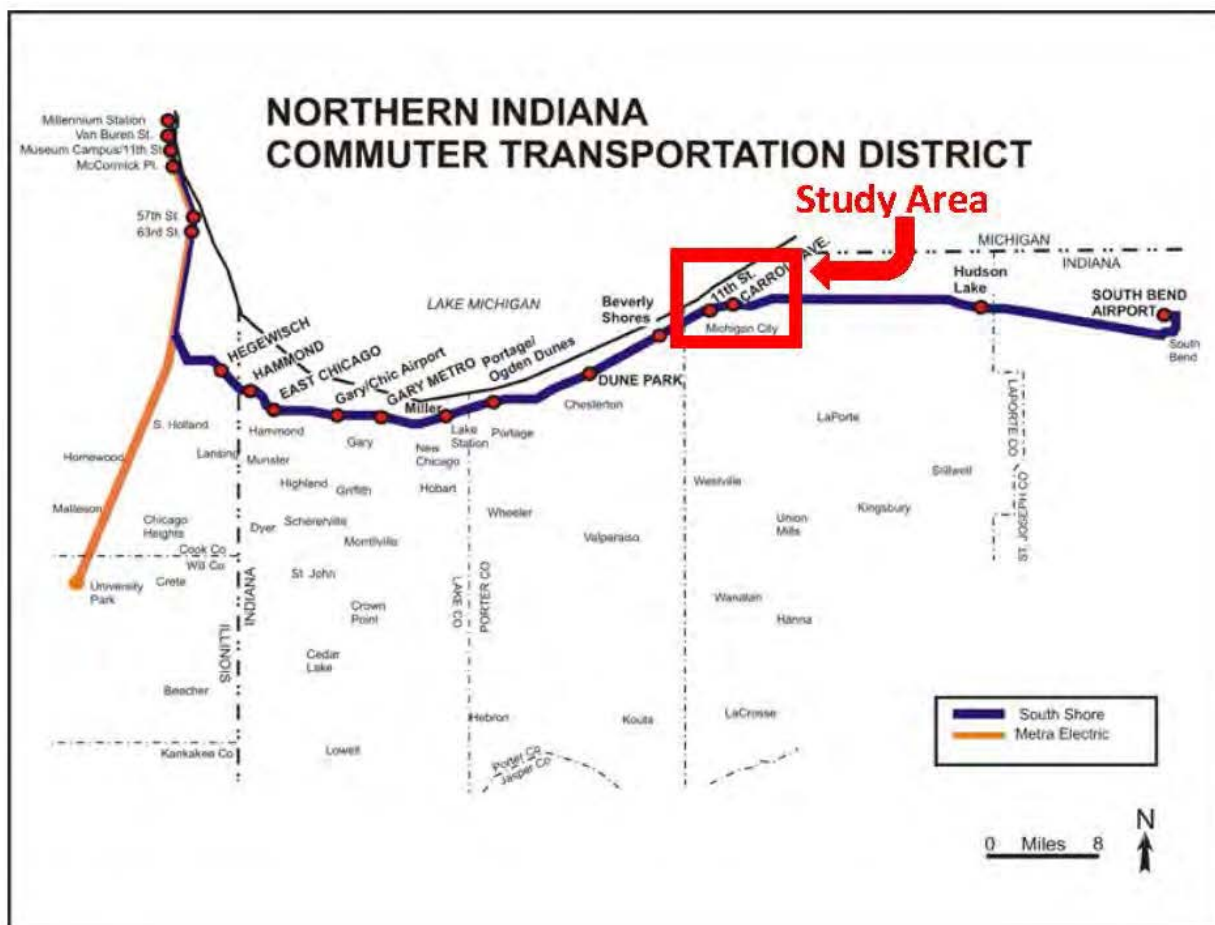 NORTHERN INDIANA
COMMUTER TRANSPORTATION DISTRICT
Study Area
Millennium Station
Van Buren St.
Museum Campus/11th St
McCormick Pl.
57th St.
63rd St.
MICHIGAN
INDIANA
LAKE MICHIGAN
HEGEWISCH
HAMMOND
EAST CHICAGO
Gary/Chic Airport
GARY METRO
Miller
Portage/
Ogden Dunes
DUNE PARK
Beverly
Shores
11th St.
Michigan City
Hudson
Lake
SOUTH BEND
AIRPORT
South
Bend
S. Holland
Lansing
Hammond
Munster
Gary
New
Chicago
Lake
Station
Portage
Chesterton
LaPorte
LAPORTE CO
ST. JOSEPH CO
Homewood
Matteson
Chicago
Heights
Highland
Griffith
Hobart
Wheeler
Valparaiso
Westville
Union
Mills
Kingsbury
Stillwell
Dyer
Schererville
Cook Co
Will Co
Crete
University
Park
St. John
Crown
Point
LAKE CO
PORTER CO
Wanatah
Hanna
ILLINOIS
INDIANA
Cedar
Lake
Beecher
Kankakee Co
Lowell
Hebron
Kouts
LaCrosse
Porter Co
Jasper Co
South Shore
Metra Electric
0 Miles 8
N